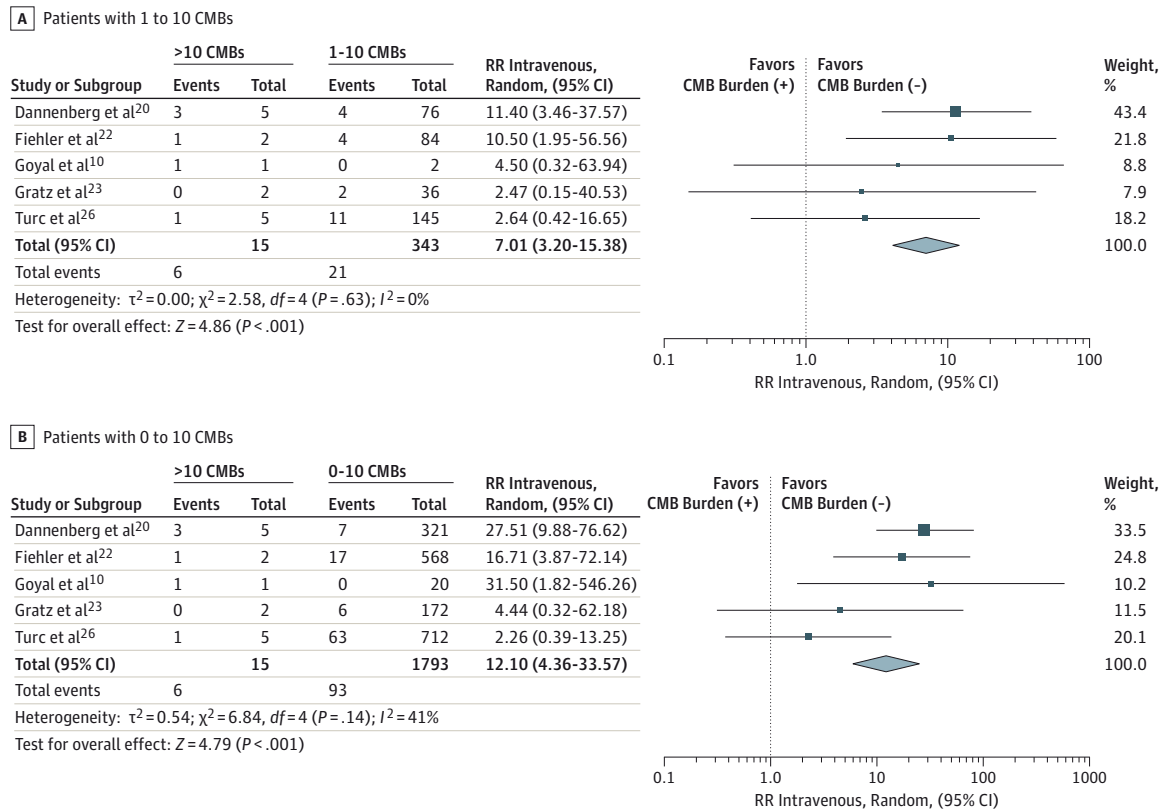 A Patients with 1 to 10 CMBs
>10 CMBs 1-10 CMBs
Study or Subgroup Events Total Events Total RR Intravenous, Random, (95% CI) Favors CMB Burden (+) Favors CMB Burden (–) Weight, %
Dannenberg et al20 3 5 4 76 11.40 (3.46-37.57) 43.4
Fiehler et al22 1 2 4 84 10.50 (1.95-56.56) 21.8
Goyal et al10 1 1 0 2 4.50 (0.32-63.94) 8.8
Gratz et al23 0 2 2 36 2.47 (0.15-40.53) 7.9
Turc et al26 1 5 11 145 2.64 (0.42-16.65) 18.2
Total (95% CI) 15 343 7.01 (3.20-15.38) 100.0
Total events 6 21
Heterogeneity: τ2 = 0.00; χ2 = 2.58, df = 4 (P = .63); I2 = 0%
Test for overall effect: Z = 4.86 (P < .001)
0.1 1.0 10 100
RR Intravenous, Random, (95% CI)
B Patients with 0 to 10 CMBs
>10 CMBs 0-10 CMBs
Study or Subgroup Events Total Events Total RR Intravenous, Random, (95% CI) Favors CMB Burden (+) Favors CMB Burden (–) Weight, %
Dannenberg et al20 3 5 7 321 27.51 (9.88-76.62) 33.5
Fiehler et al22 1 2 17 568 16.71 (3.87-72.14) 24.8
Goyal et al10 1 1 0 20 31.50 (1.82-546.26) 10.2
Gratz et al23 0 2 6 172 4.44 (0.32-62.18) 11.5
Turc et al26 1 5 63 712 2.26 (0.39-13.25) 20.1
Total (95% CI) 15 1793 12.10 (4.36-33.57) 100.0
Total events 6 93
Heterogeneity: τ2 = 0.54; χ2 = 6.84, df = 4 (P = .14); I2 = 41%
Test for overall effect: Z = 4.79 (P < .001)
0.1 1.0 10 100 1000
RR Intravenous, Random, (95% CI)